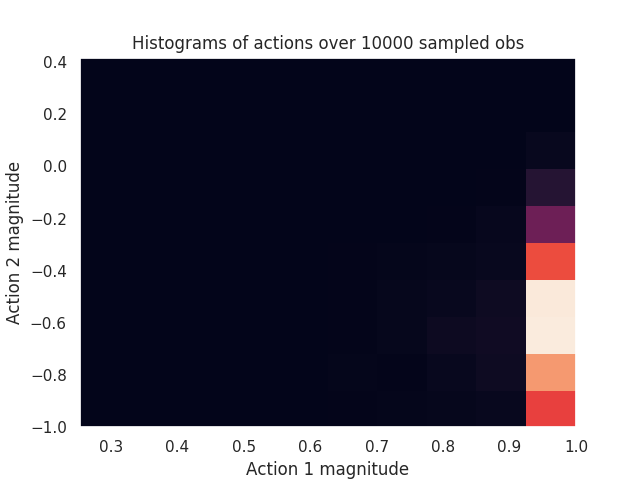 Histograms of actions over 10000 sampled obs
0.4
0.2
0.0
−0.2
−0.4
−0.6
−0.8
−1.0
Action 2 magnitude
0.3 0.4 0.5 0.6 0.7 0.8 0.9 1.0
Action 1 magnitude